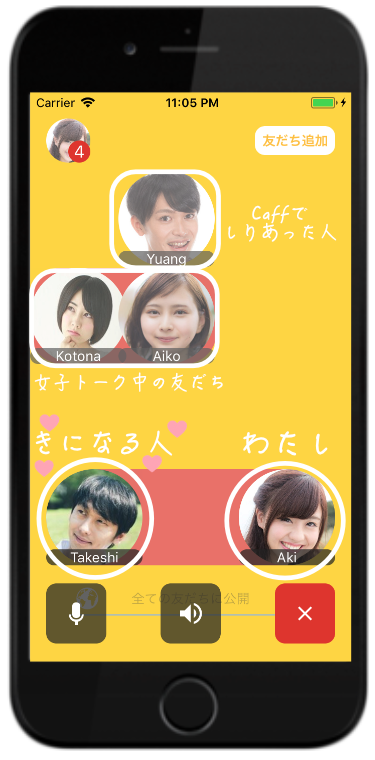 Carrier
11:05 PM
4
友だち追加
Yuang
Caffで
しりあった人
Kotona
Aiko
女子トーク中の友だち
きになる人
わたし
Takeshi
Aki
全ての友だちに公開